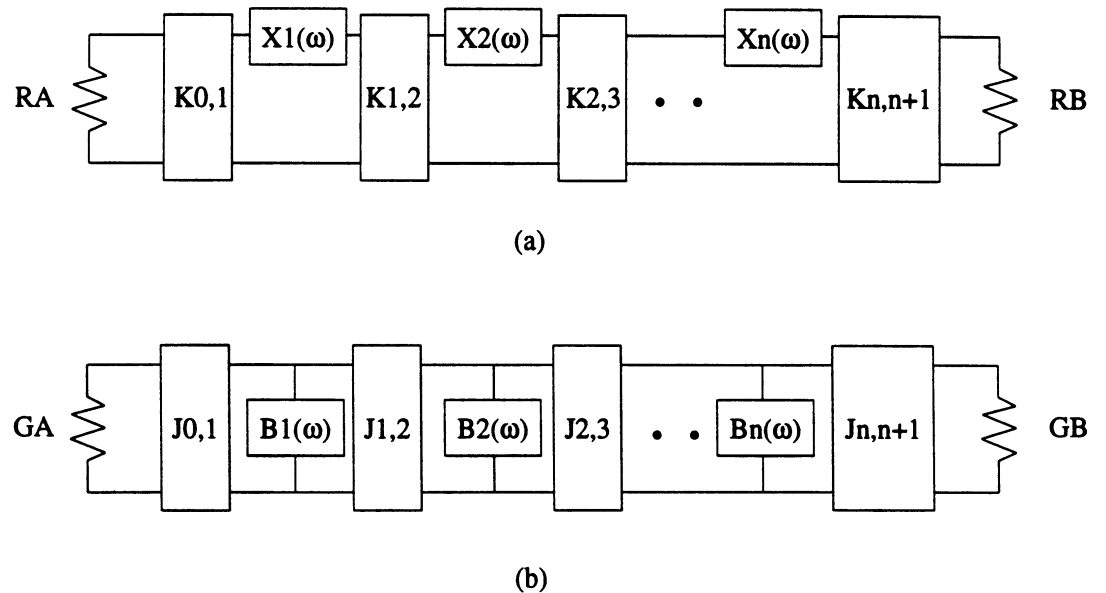 X1(ω) X2(ω) Xn(ω)
RA K0,1 K1,2 K2,3 • • Kn,n+1 RB
(a)
GA J0,1 B1(ω) J1,2 B2(ω) J2,3 • • Bn(ω) Jn,n+1 GB
(b)